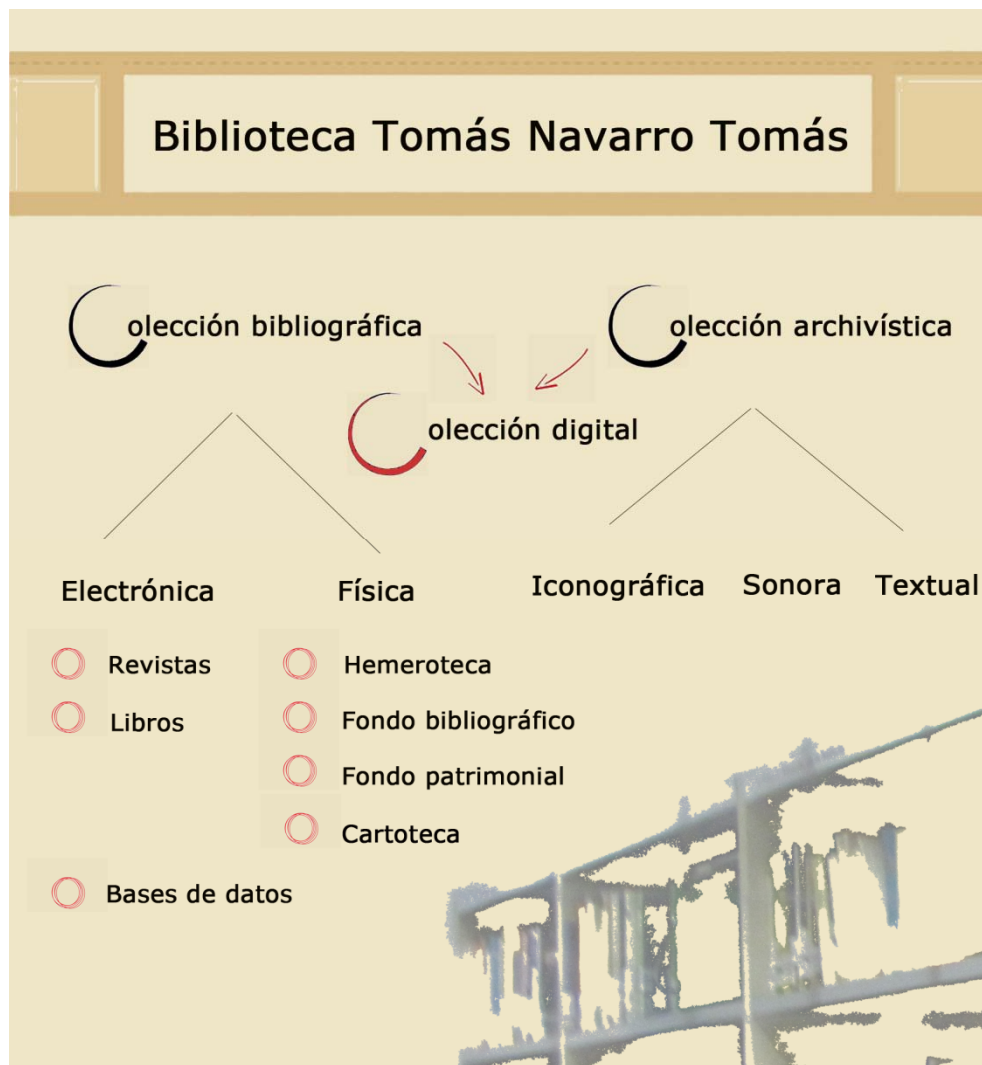 Biblioteca Tomás Navarro Tomás
Colección bibliográfica
Colección archivística
Colección digital
Electrónica
Física
Iconográfica
Sonora
Textual
Revistas
Hemeroteca
Libros
Fondo bibliográfico
Fondo patrimonial
Cartoteca
Bases de datos